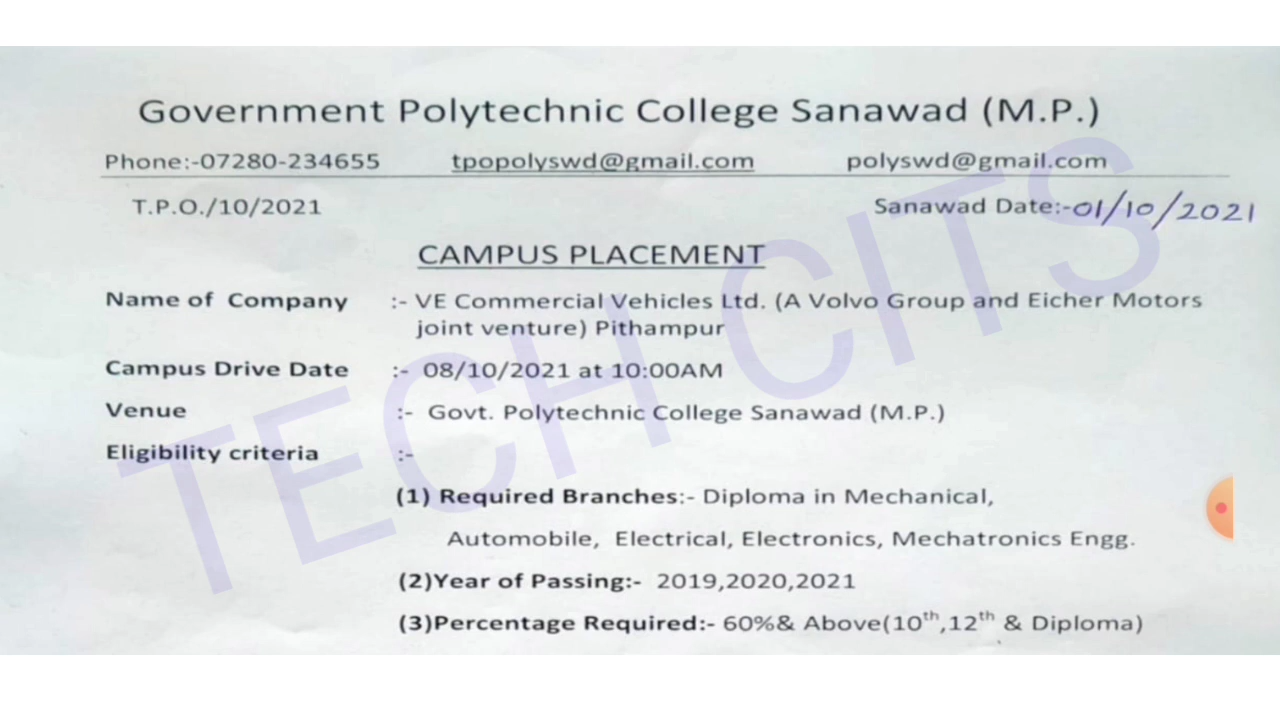 Government Polytechnic College Sanawad (M.P.)
Phone:-07280-234655 tpopolyswd@gmail.com polyswd@gmail.com
T.P.O./10/2021 Sanawad Date:-01/10/2021
CAMPUS PLACEMENT
Name of Company :- VE Commercial Vehicles Ltd. (A Volvo Group and Eicher Motors
joint venture) Pithampur
Campus Drive Date :- 08/10/2021 at 10:00AM
Venue :- Govt. Polytechnic College Sanawad (M.P.)
Eligibility criteria :-
(1) Required Branches:- Diploma in Mechanical,
Automobile, Electrical, Electronics, Mechatronics Engg.
(2)Year of Passing:- 2019,2020,2021
(3)Percentage Required:- 60%& Above(10th,12th & Diploma)
TECH CITS